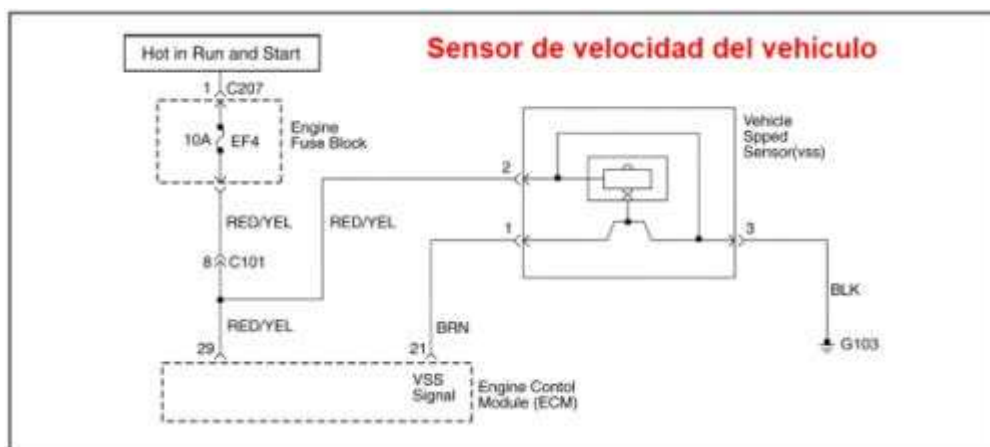 Sensor de velocidad del vehiculo
Hot in Run and Start
1 C207
10A EF4
Engine
Fuse Block
RED/YEL
RED/YEL
8 C101
RED/YEL
29
2
1
3
Vehicle
Spped
Sensor(vss)
BRN
21
VSS
Signal
Engine Contol
Module (ECM)
BLK
G103